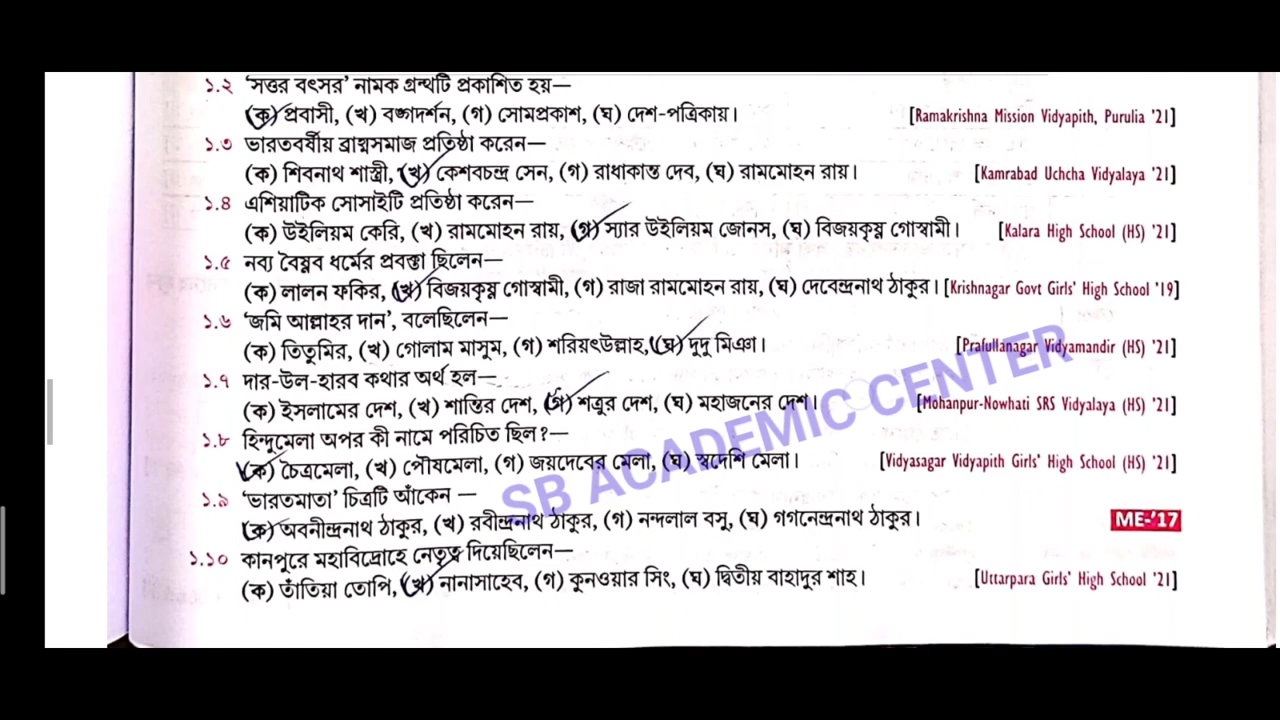 ১.২ ‘সত্তর বৎসর’ নামক গ্রন্থটি প্রকাশিত হয়—
(ক) প্রবাসী, (খ) বঙ্গদর্শন, (গ) সোমপ্রকাশ, (ঘ) দেশ-পত্রিকায়। [Ramakrishna Mission Vidyapith, Purulia '21]
১.৩ ভারতবর্ষীয় ব্রাহ্মসমাজ প্রতিষ্ঠা করেন—
(ক) শিবনাথ শাস্ত্রী, (খ) কেশবচন্দ্র সেন, (গ) রাধাকান্ত দেব, (ঘ) রামমোহন রায়। [Kamrabad Uchcha Vidyalaya '21]
১.৪ এশিয়াটিক সোসাইটি প্রতিষ্ঠা করেন—
(ক) উইলিয়ম কেরি, (খ) রামমোহন রায়, (গ) স্যার উইলিয়ম জোনস, (ঘ) বিজয়কৃষ্ণ গোস্বামী। [Kalara High School (HS) '21]
১.৫ নব্য বৈষ্ণব ধর্মের প্রবক্তা ছিলেন—
(ক) লালন ফকির, (খ) বিজয়কৃষ্ণ গোস্বামী, (গ) রাজা রামমোহন রায়, (ঘ) দেবেন্দ্রনাথ ঠাকুর। [Krishnagar Govt Girls' High School '19]
১.৬ ‘জমি আল্লাহর দান’, বলেছিলেন—
(ক) তিতুমির, (খ) গোলাম মাসুম, (গ) শরিয়ৎউল্লাহ, (ঘ) দুদু মিঞা। [Prafullanagar Vidyamandir (HS) '21]
১.৭ দার-উল-হারব কথার অর্থ হল—
(ক) ইসলামের দেশ, (খ) শান্তির দেশ, (গ) শত্রুর দেশ, (ঘ) মহাজনের দেশ। [Mohanpur-Nowhati SRS Vidyalaya (HS) '21]
১.৮ হিন্দুমেলা অপর কী নামে পরিচিত ছিল?—
(ক) চৈত্রমেলা, (খ) পৌষমেলা, (গ) জয়দেবের মেলা, (ঘ) স্বদেশি মেলা। [Vidyasagar Vidyapith Girls' High School (HS) '21]
১.৯ ‘ভারতমাতা’ চিত্রটি আঁকেন —
(ক) অবনীন্দ্রনাথ ঠাকুর, (খ) রবীন্দ্রনাথ ঠাকুর, (গ) নন্দলাল বসু, (ঘ) গগনেন্দ্রনাথ ঠাকুর। ME-'17
১.১০ কানপুরে মহাবিদ্রোহে নেতৃত্ব দিয়েছিলেন—
(ক) তাঁতিয়া তোপি, (খ) নানাসাহেব, (গ) কুনওয়ার সিং, (ঘ) দ্বিতীয় বাহাদুর শাহ। [Uttarpara Girls' High School '21]
SB ACADEMIC CENTER